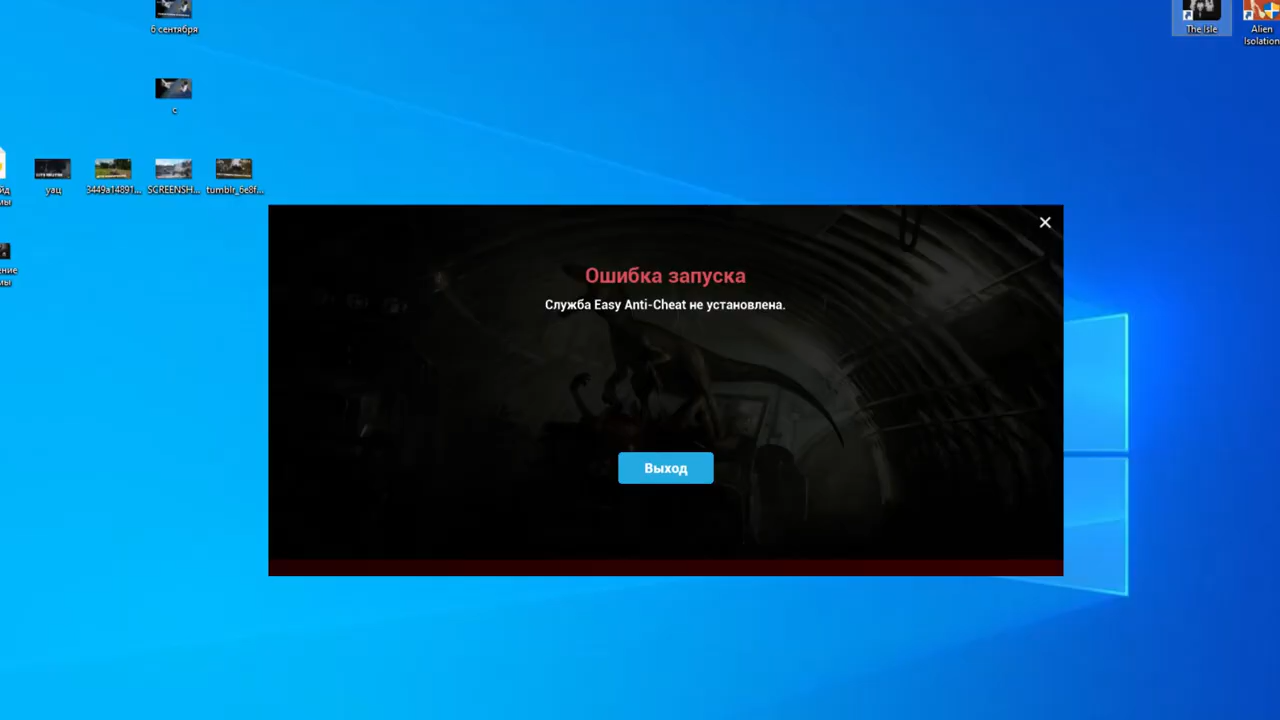 6 сентября
The Isle
Alien
Isolation
с
уац
3449a14891...
SCREENSH...
tumblr_6e8f...
Ошибка запуска
Служба Easy Anti-Cheat не установлена.
Выход